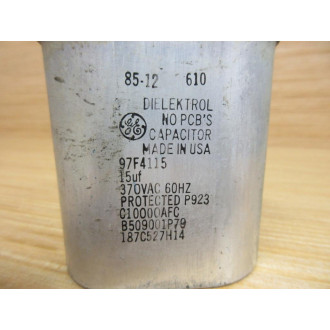 85-12 610
DIELEKTROL
NO PCB'S
CAPACITOR
MADE IN USA
97F4115
15uf
370VAC 60HZ
PROTECTED P923
C10000AFC
B509001P79
187C527H14